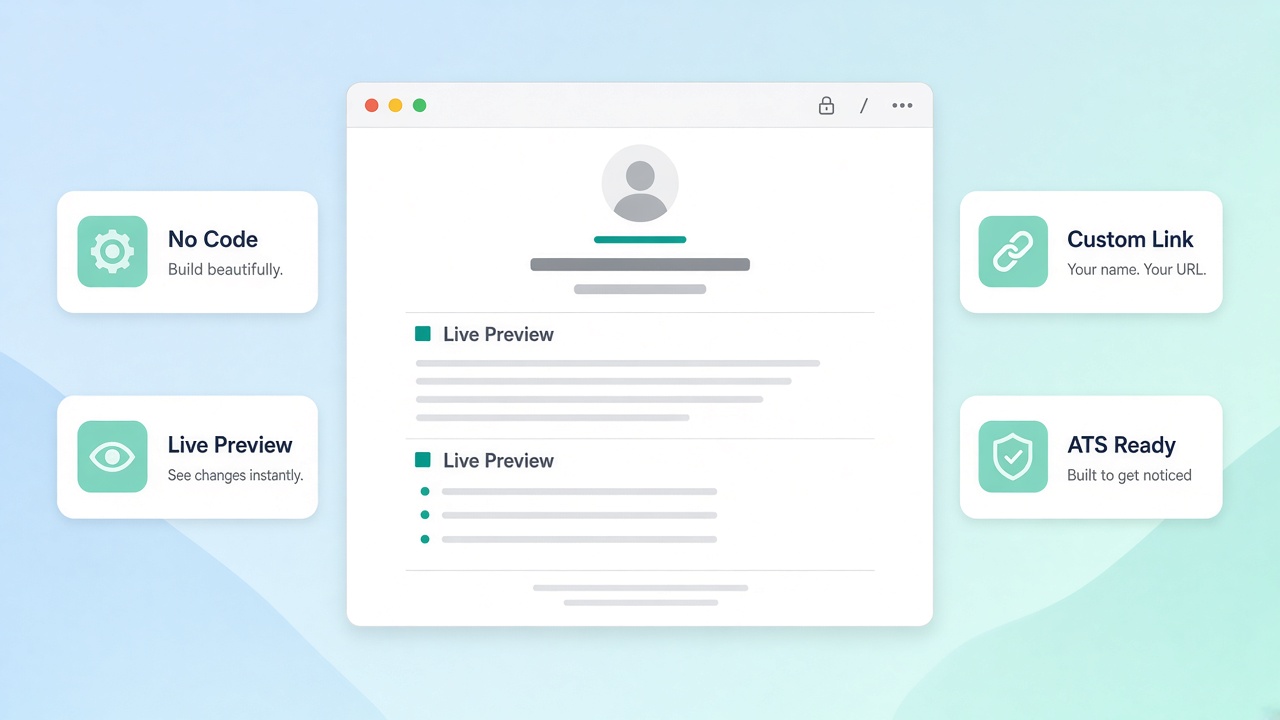 No Code
Build beautifully.
Live Preview
See changes instantly.
/
Live Preview
Live Preview
Custom Link
Your name. Your URL.
ATS Ready
Built to get noticed